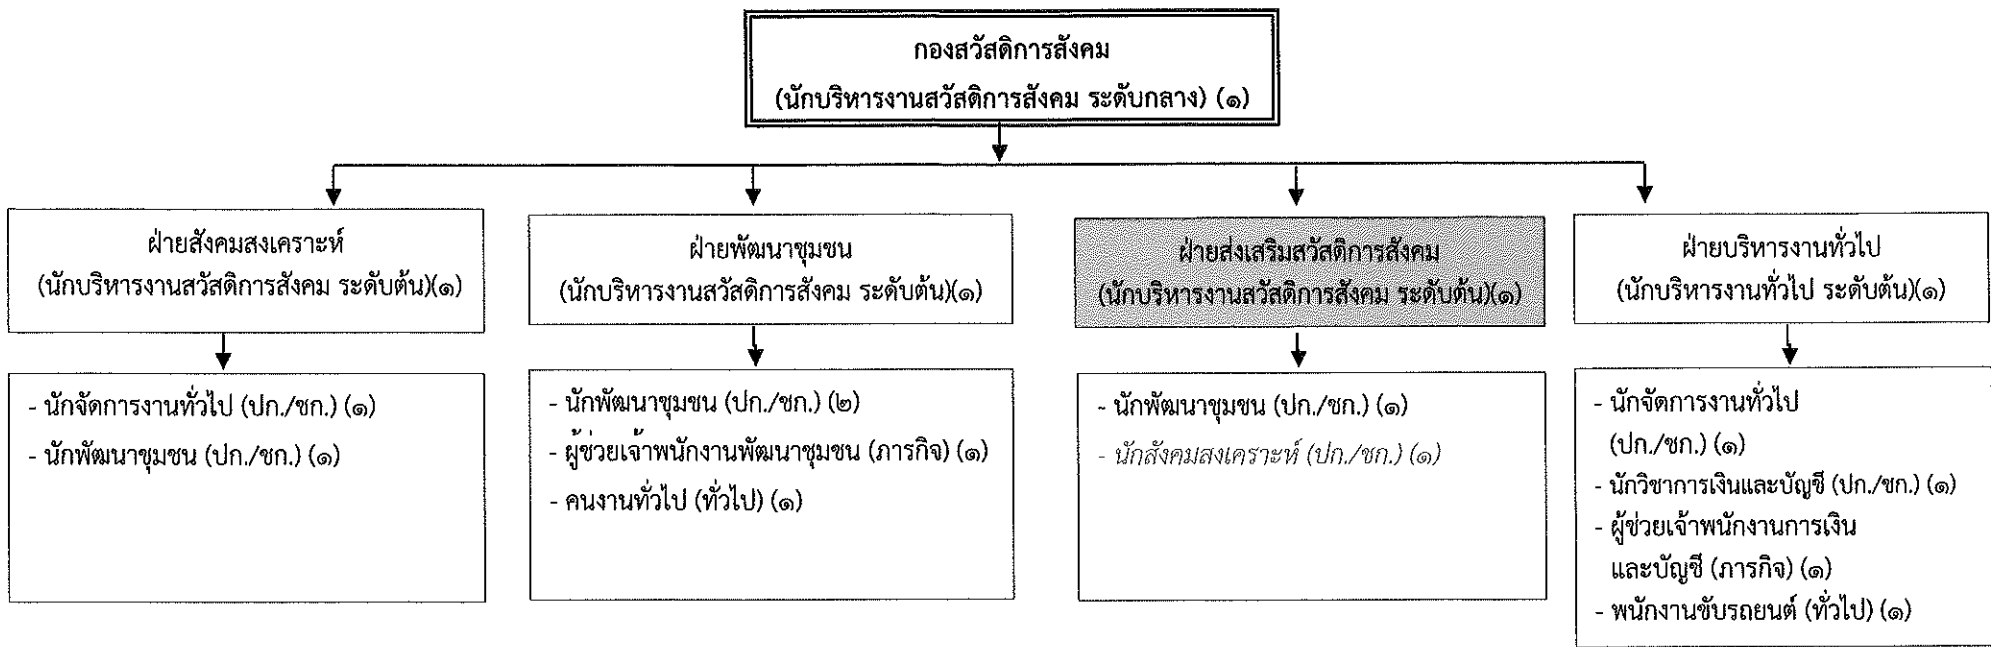 กองสวัสดิการสังคม
(นักบริหารงานสวัสดิการสังคม ระดับกลาง) (๑)
ฝ่ายสังคมสงเคราะห์
(นักบริหารงานสวัสดิการสังคม ระดับต้น)(๑)
- นักจัดการงานทั่วไป (ปก./ชก.) (๑)
- นักพัฒนาชุมชน (ปก./ชก.) (๑)
ฝ่ายพัฒนาชุมชน
(นักบริหารงานสวัสดิการสังคม ระดับต้น)(๑)
- นักพัฒนาชุมชน (ปก./ชก.) (๒)
- ผู้ช่วยเจ้าพนักงานพัฒนาชุมชน (ภารกิจ) (๑)
- คนงานทั่วไป (ทั่วไป) (๑)
ฝ่ายส่งเสริมสวัสดิการสังคม
(นักบริหารงานสวัสดิการสังคม ระดับต้น)(๑)
- นักพัฒนาชุมชน (ปก./ชก.) (๑)
- นักสังคมสงเคราะห์ (ปก./ชก.) (๑)
ฝ่ายบริหารงานทั่วไป
(นักบริหารงานทั่วไป ระดับต้น)(๑)
- นักจัดการงานทั่วไป
(ปก./ชก.) (๑)
- นักวิชาการเงินและบัญชี (ปก./ชก.) (๑)
- ผู้ช่วยเจ้าพนักงานการเงิน
และบัญชี (ภารกิจ) (๑)
- พนักงานขับรถยนต์ (ทั่วไป) (๑)